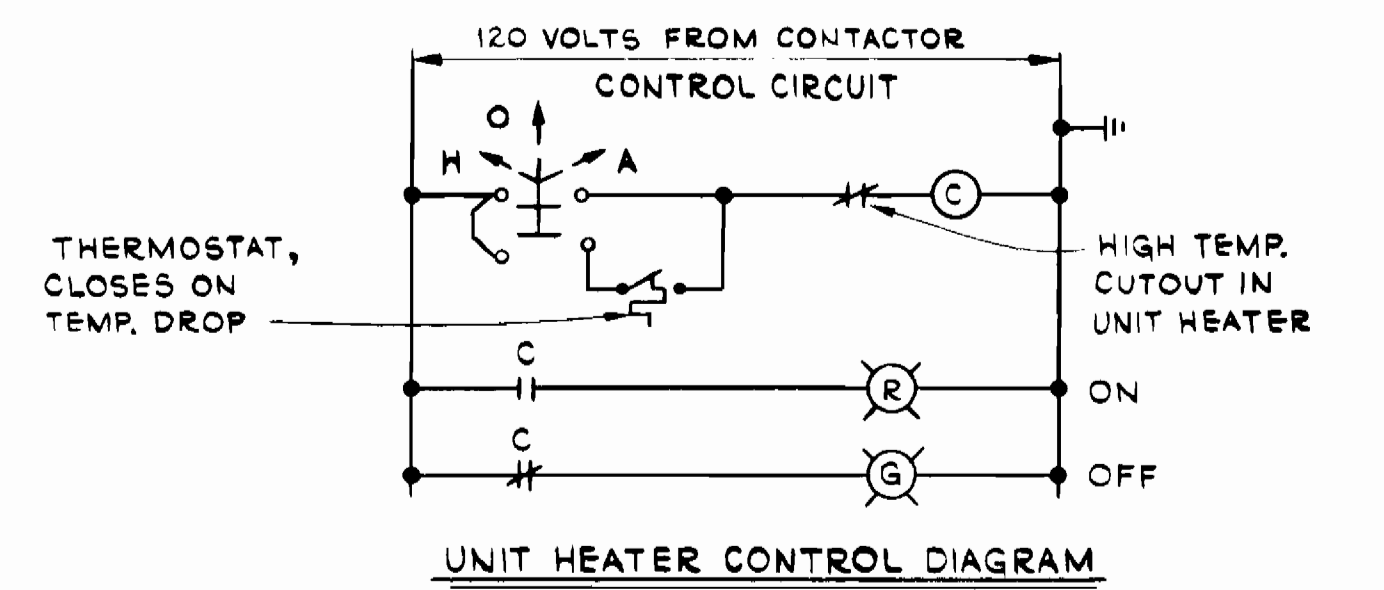 120 VOLTS FROM CONTACTOR
CONTROL CIRCUIT
O
H
A
C
THERMOSTAT,
CLOSES ON
TEMP. DROP
HIGH TEMP.
CUTOUT IN
UNIT HEATER
C
R
ON
C
G
OFF
UNIT HEATER CONTROL DIAGRAM